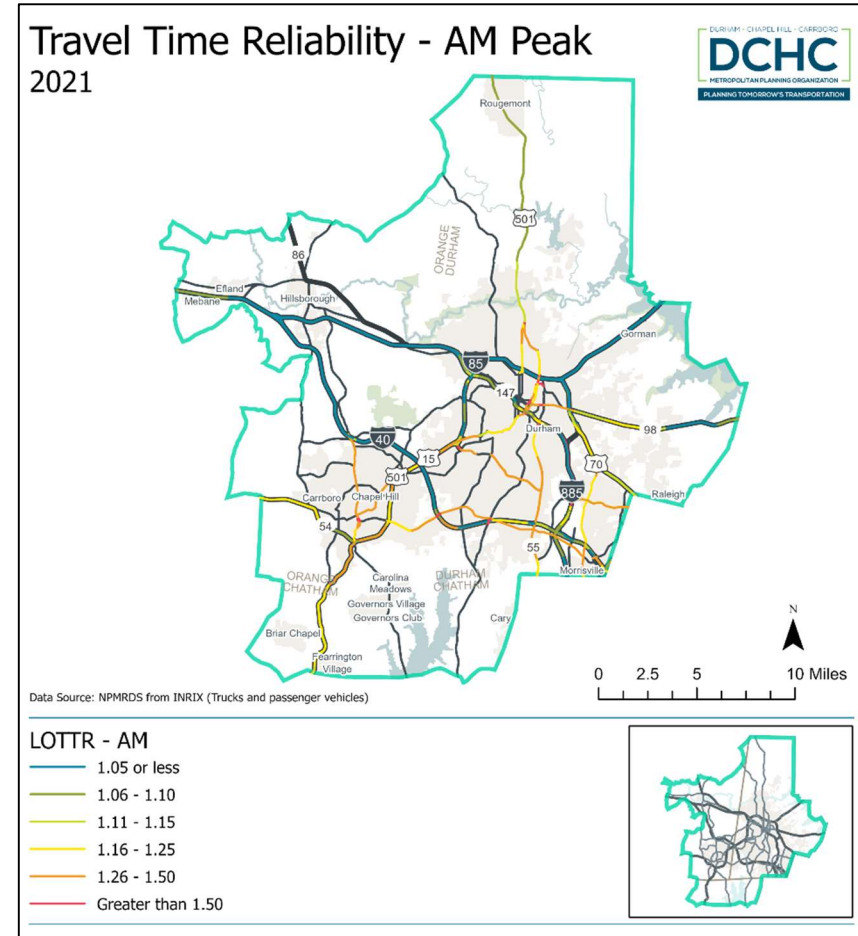 Travel Time Reliability - AM Peak
2021
DURHAM · CHAPEL HILL · CARRBORO
DCHC
METROPOLITAN PLANNING ORGANIZATION
PLANNING TOMORROW'S TRANSPORTATION
Rougemont
501
ORANGE
DURHAM
86
Efland
Mebane
Hillsborough
Gorman
85
147
Durham
98
40
15
501
70
885
Raleigh
Carrboro
Chapel Hill
54
55
Morrisville
ORANGE
CHATHAM
Carolina
Meadows
DURHAM
CHATHAM
Governors Village
Governors Club
Cary
Briar Chapel
Fearrington
Village
N
0 2.5 5 10 Miles
Data Source: NPMRDS from INRIX (Trucks and passenger vehicles)
LOTTR - AM
1.05 or less
1.06 - 1.10
1.11 - 1.15
1.16 - 1.25
1.26 - 1.50
Greater than 1.50